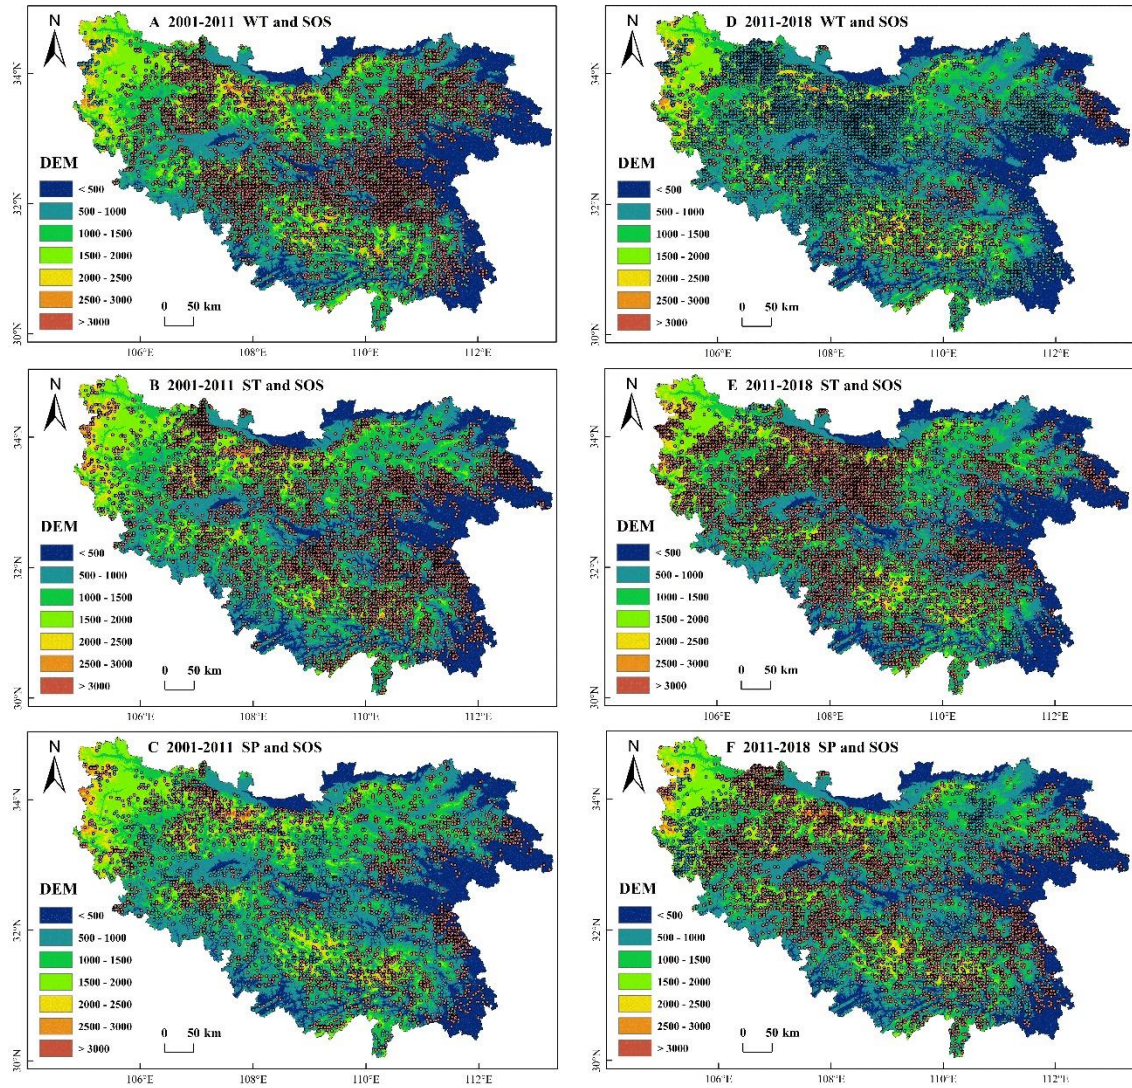 A 2001-2011 WT and SOS
N
34°N
32°N
30°N
DEM
< 500
500 - 1000
1000 - 1500
1500 - 2000
2000 - 2500
2500 - 3000
> 3000
0 50 km
106°E 108°E 110°E 112°E
D 2011-2018 WT and SOS
N
34°N
32°N
30°N
DEM
< 500
500 - 1000
1000 - 1500
1500 - 2000
2000 - 2500
2500 - 3000
> 3000
0 50 km
106°E 108°E 110°E 112°E
B 2001-2011 ST and SOS
N
34°N
32°N
30°N
DEM
< 500
500 - 1000
1000 - 1500
1500 - 2000
2000 - 2500
2500 - 3000
> 3000
0 50 km
106°E 108°E 110°E 112°E
E 2011-2018 ST and SOS
N
34°N
32°N
30°N
DEM
< 500
500 - 1000
1000 - 1500
1500 - 2000
2000 - 2500
2500 - 3000
> 3000
0 50 km
106°E 108°E 110°E 112°E
C 2001-2011 SP and SOS
N
34°N
32°N
30°N
DEM
< 500
500 - 1000
1000 - 1500
1500 - 2000
2000 - 2500
2500 - 3000
> 3000
0 50 km
106°E 108°E 110°E 112°E
F 2011-2018 SP and SOS
N
34°N
32°N
30°N
DEM
< 500
500 - 1000
1000 - 1500
1500 - 2000
2000 - 2500
2500 - 3000
> 3000
0 50 km
106°E 108°E 110°E 112°E